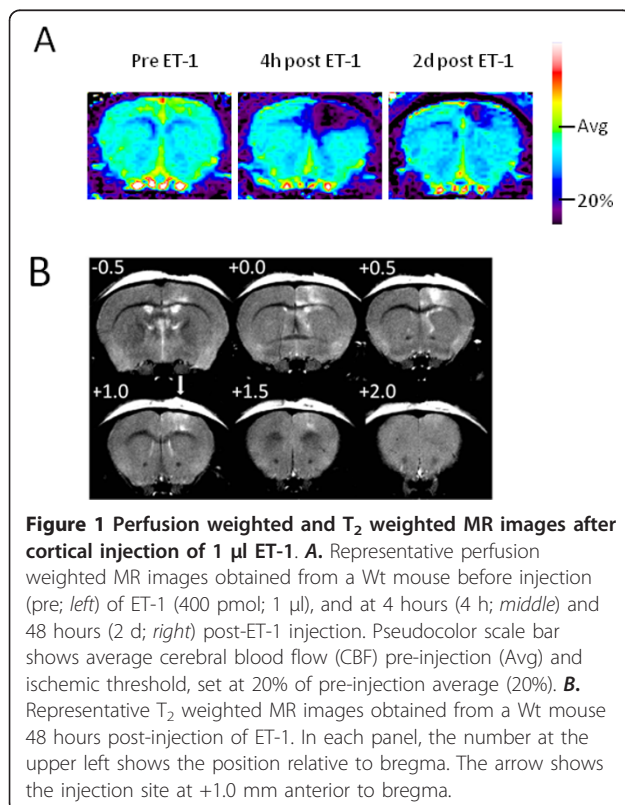 A
Pre ET-1 4h post ET-1 2d post ET-1
Avg
20%
B
-0.5 +0.0 +0.5
+1.0 +1.5 +2.0
Figure 1 Perfusion weighted and T₂ weighted MR images after
cortical injection of 1 μl ET-1. A. Representative perfusion
weighted MR images obtained from a Wt mouse before injection
(pre; left) of ET-1 (400 pmol; 1 μl), and at 4 hours (4 h; middle) and
48 hours (2 d; right) post-ET-1 injection. Pseudocolor scale bar
shows average cerebral blood flow (CBF) pre-injection (Avg) and
ischemic threshold, set at 20% of pre-injection average (20%). B.
Representative T₂ weighted MR images obtained from a Wt mouse
48 hours post-injection of ET-1. In each panel, the number at the
upper left shows the position relative to bregma. The arrow shows
the injection site at +1.0 mm anterior to bregma.